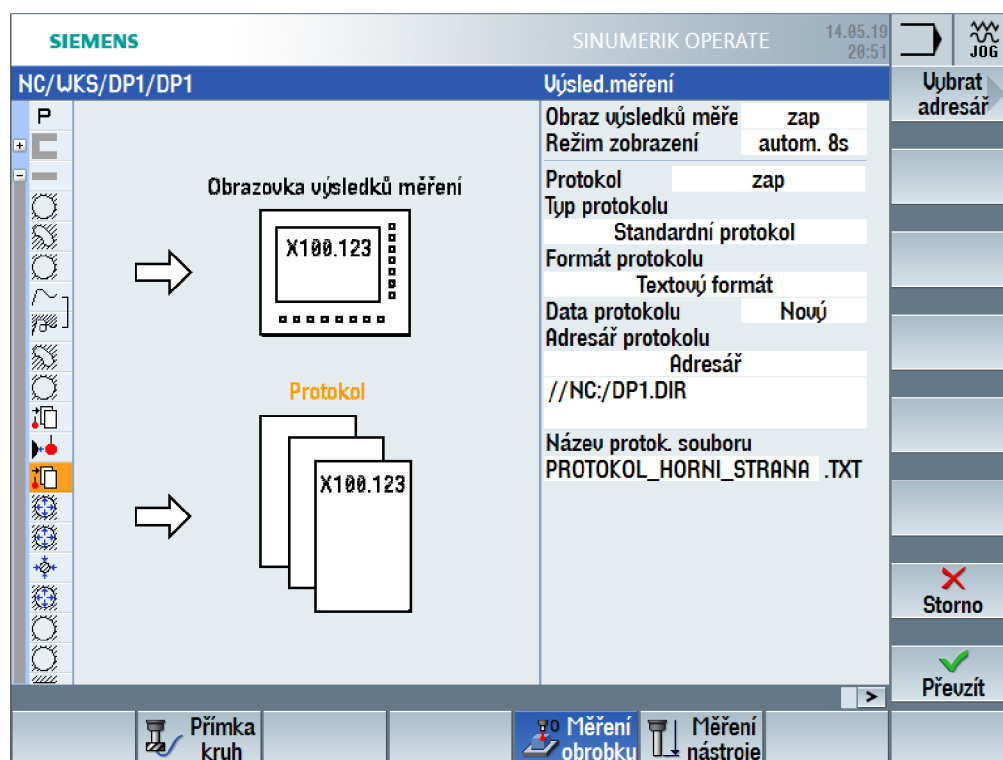 SIEMENS
SINUMERIK OPERATE
14.05.19
20:51
JOG
NC/WKS/DP1/DP1
Výsled.měření
Vybrat
adresář
P
Obraz výsledků měře
zap
Režim zobrazení
autom. 8s
Obrazovka výsledků měření
X100.123
Protokol
zap
Typ protokolu
Standardní protokol
Formát protokolu
Textový formát
Data protokolu
Nový
Adresář protokolu
Adresář
//NC:/DP1.DIR
Protokol
X100.123
Název protok. souboru
PROTOKOL_HORNI_STRANA .TXT
Storno
Převzít
>
Přímka
kruh
Měření
obrobku
Měření
nástroje